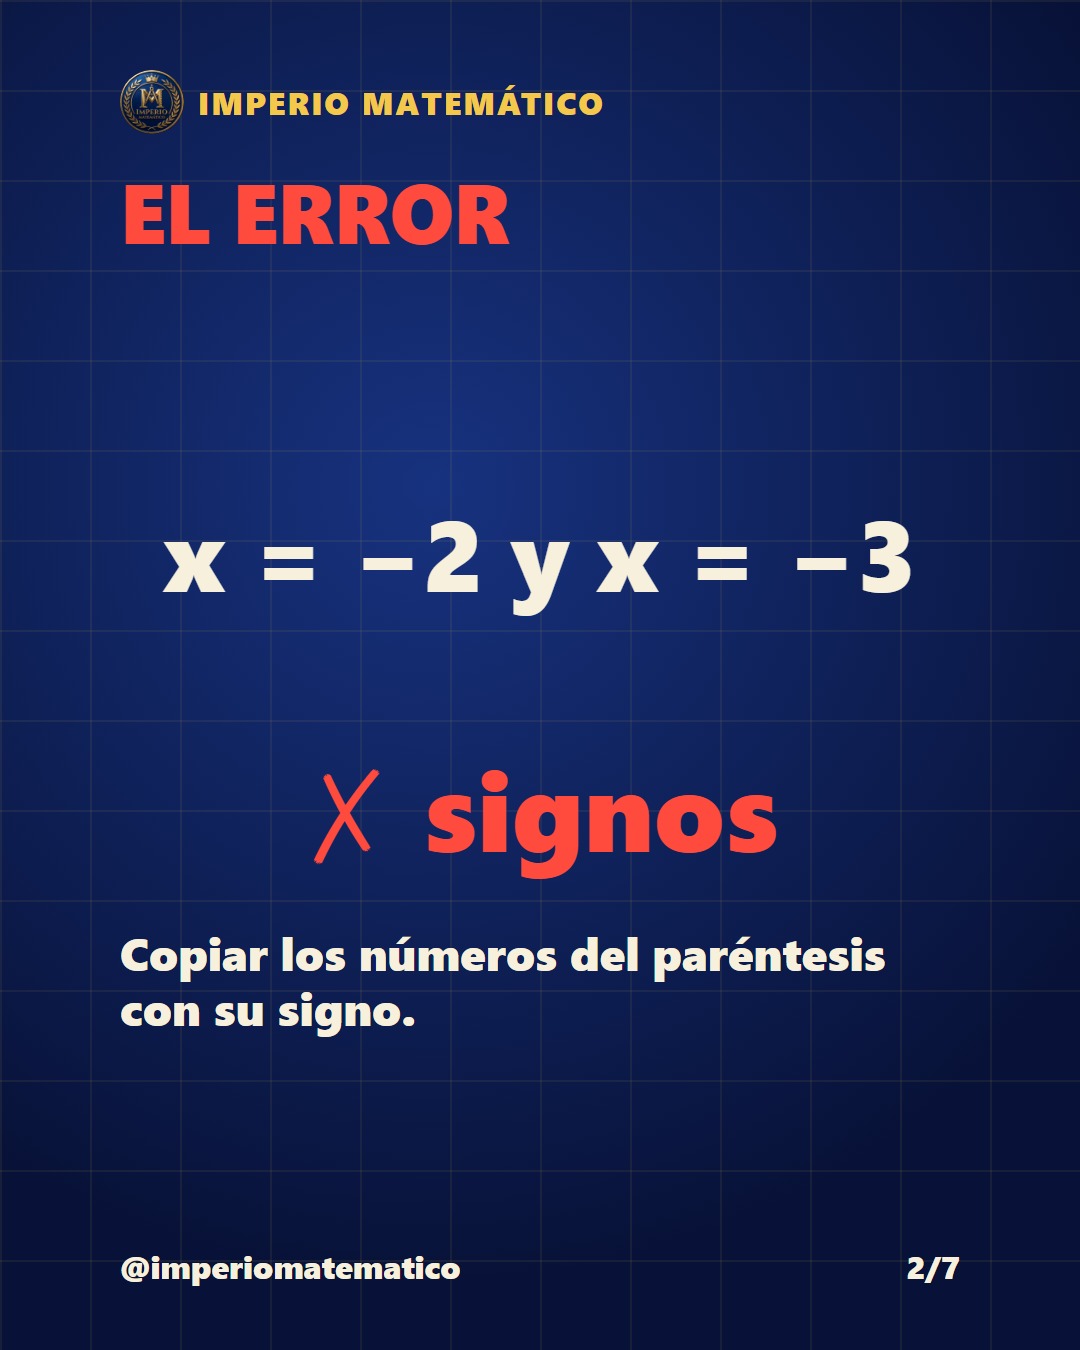 IMPERIO MATEMÁTICO
EL ERROR
x = −2 y x = −3
X signos
Copiar los números del paréntesis
con su signo.
@imperiomatematico
2/7